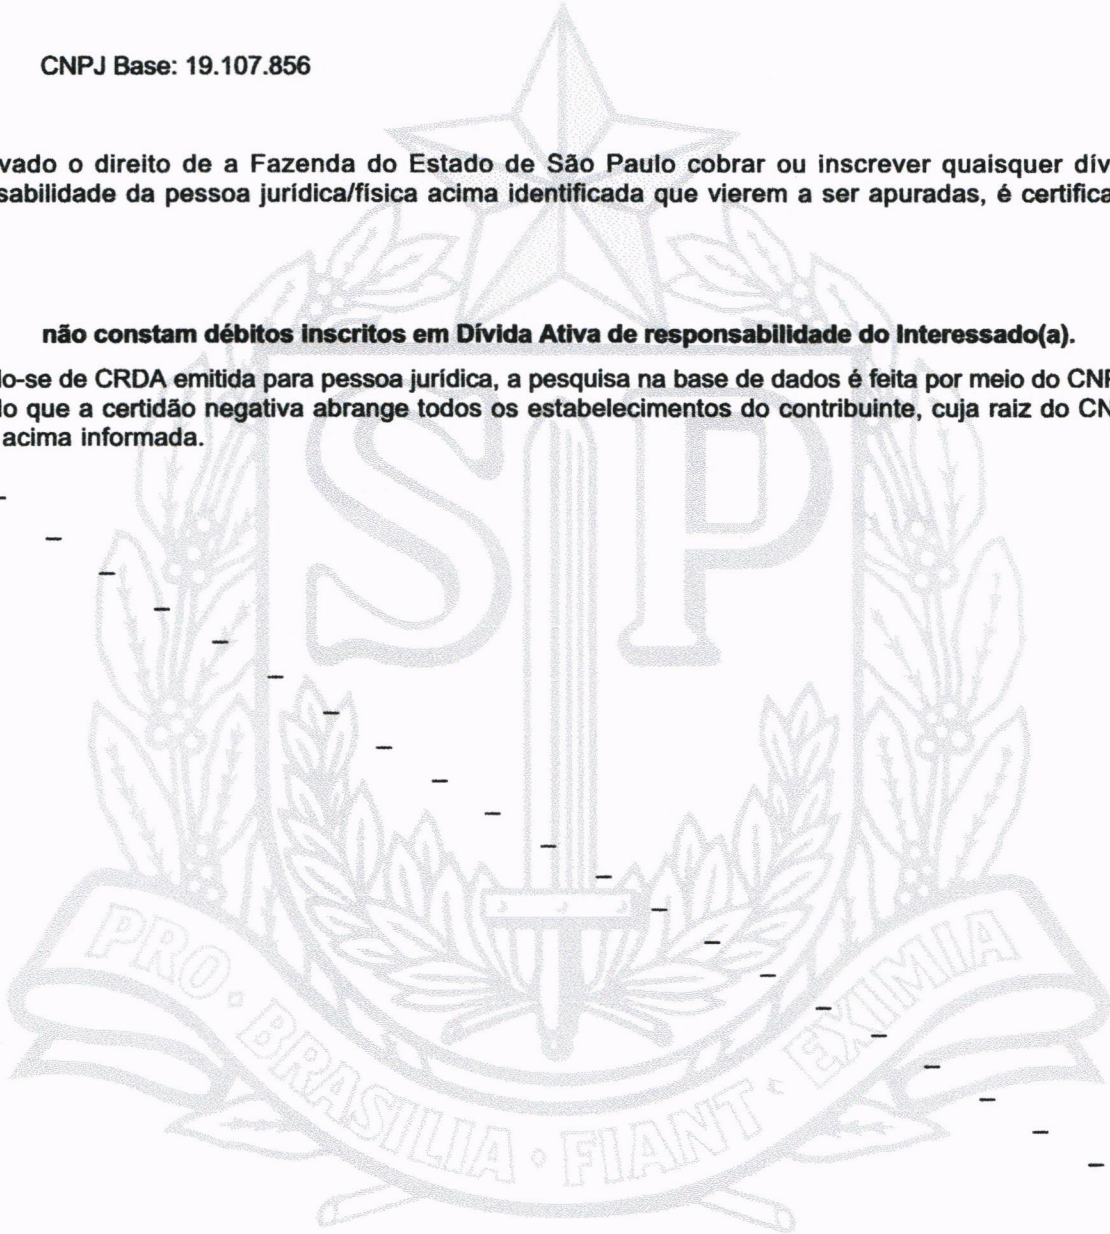 CNPJ Base: 19.107.856
vado o direito de a Fazenda do Estado de São Paulo cobrar ou inscrever quaisquer dív
sabilidade da pessoa jurídica/física acima identificada que vierem a ser apuradas, é certifica
não constam débitos inscritos em Dívida Ativa de responsabilidade do Interessado(a).
do-se de CRDA emitida para pessoa jurídica, a pesquisa na base de dados é feita por meio do CNP
do que a certidão negativa abrange todos os estabelecimentos do contribuinte, cuja raiz do CN
acima informada.
SP
PRO • BRASILIA • FIANT • EXIMIA